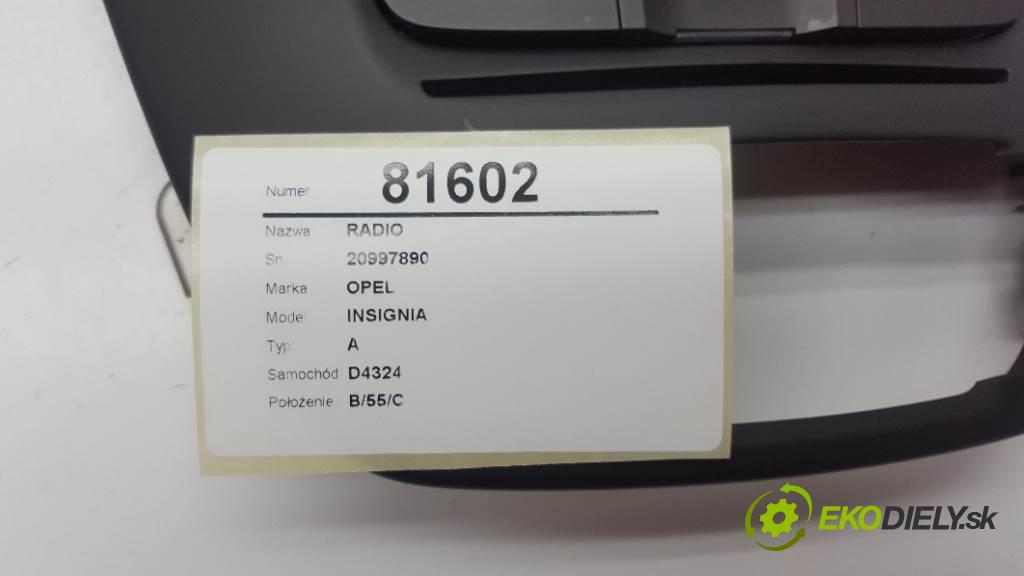 Numer 81602
Nazwa RADIO
Sn 20997890
Marka OPEL
Model INSIGNIA
Typ A
Samochód D4324
Położenie B/55/C
EKODIELY.sk